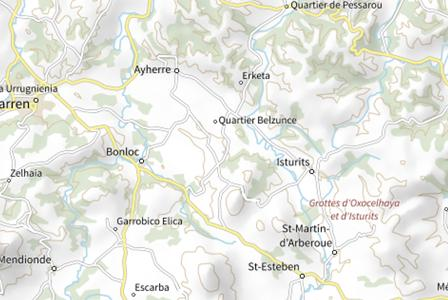 Quartier de Pessarou
Ayherre
Erketa
a Urrugnienia
arren
Quartier Belzunce
Bonloc
Isturits
Zelhaia
Grottes d'Oxocelhaya
et d'Isturits
Garrobico Elica
St-Martin-
d'Arberoue
Mendionde
St-Esteben
Escarba
Ma